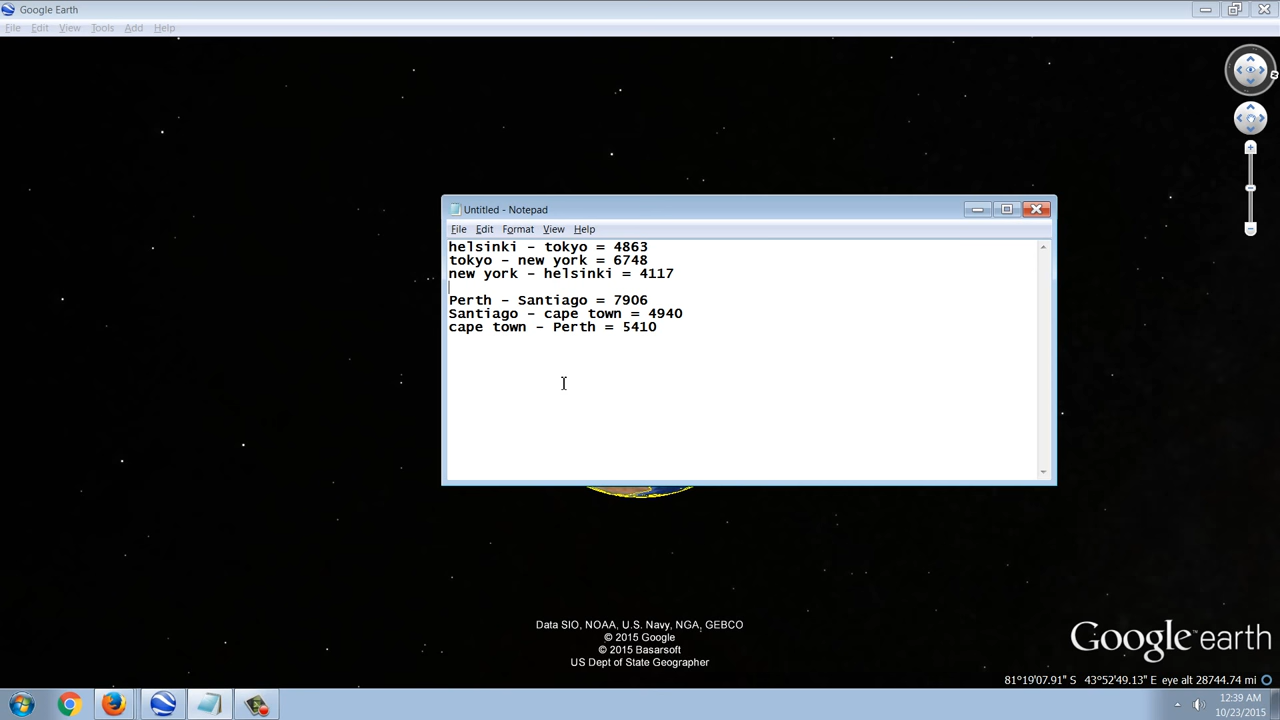 Google Earth
File Edit View Tools Add Help
Untitled - Notepad
File Edit Format View Help
helsinki - tokyo = 4863
tokyo - new york = 6748
new york - helsinki = 4117
Perth - Santiago = 7906
Santiago - cape town = 4940
cape town - Perth = 5410
Data SIO, NOAA, U.S. Navy, NGA, GEBCO
© 2015 Google
© 2015 Basarsoft
US Dept of State Geographer
Google earth
81°19'07.91" S 43°52'49.13" E eye alt 28744.74 mi
12:39 AM
10/23/2015